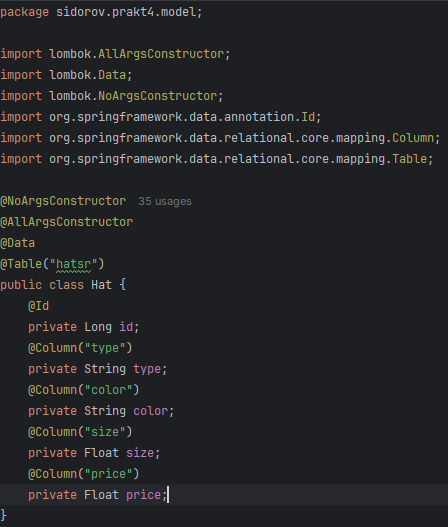 package sidorov.prakt4.model;
import lombok.AllArgsConstructor;
import lombok.Data;
import lombok.NoArgsConstructor;
import org.springframework.data.annotation.Id;
import org.springframework.data.relational.core.mapping.Column;
import org.springframework.data.relational.core.mapping.Table;
@NoArgsConstructor 35 usages
@AllArgsConstructor
@Data
@Table("hatsr")
public class Hat {
    @Id
    private Long id;
    @Column("type")
    private String type;
    @Column("color")
    private String color;
    @Column("size")
    private Float size;
    @Column("price")
    private Float price;
}